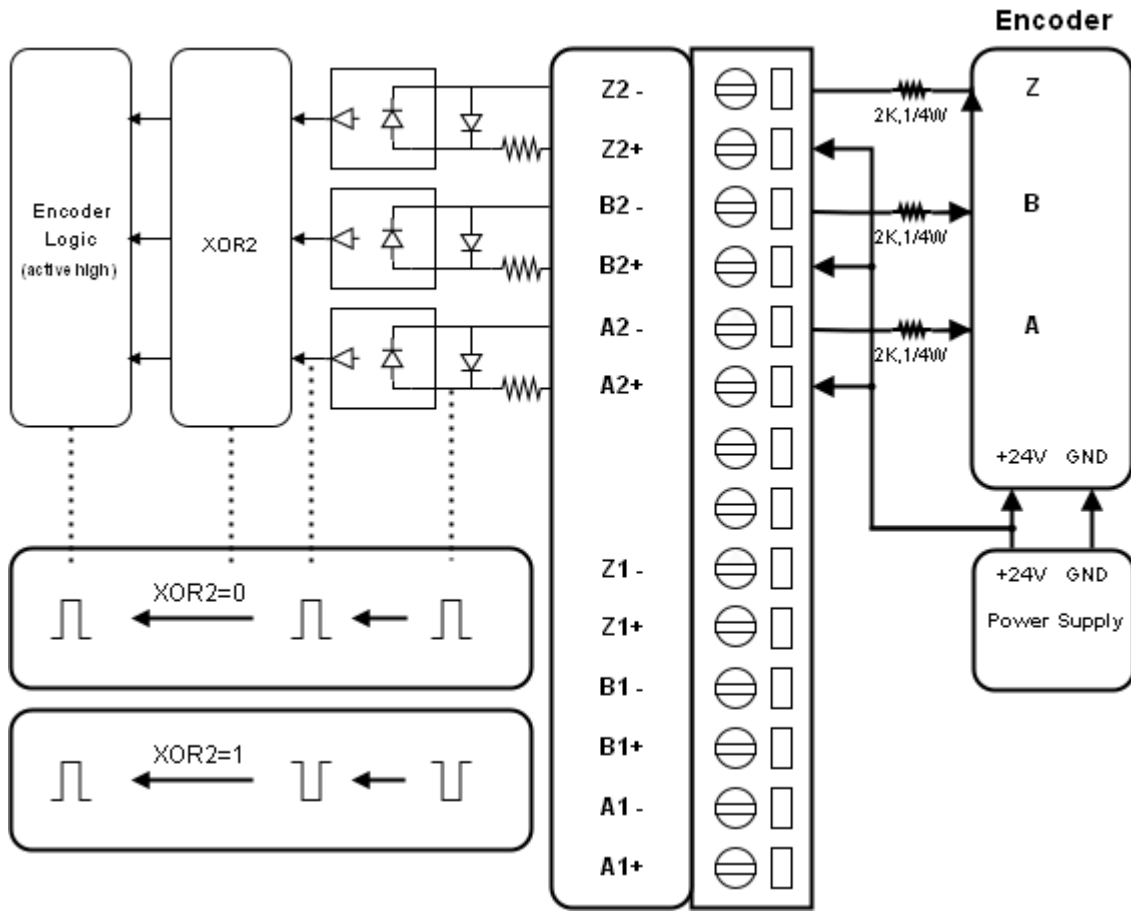 Encoder
Z2 -
Z
2K,1/4W
Z2+
B2 -
B
2K,1/4W
Encoder
Logic
(active high)
XOR2
B2+
A2 -
A
2K,1/4W
A2+
+24V GND
Z1 -
+24V GND
XOR2=0
Z1+
Power Supply
B1 -
XOR2=1
B1+
A1 -
A1+